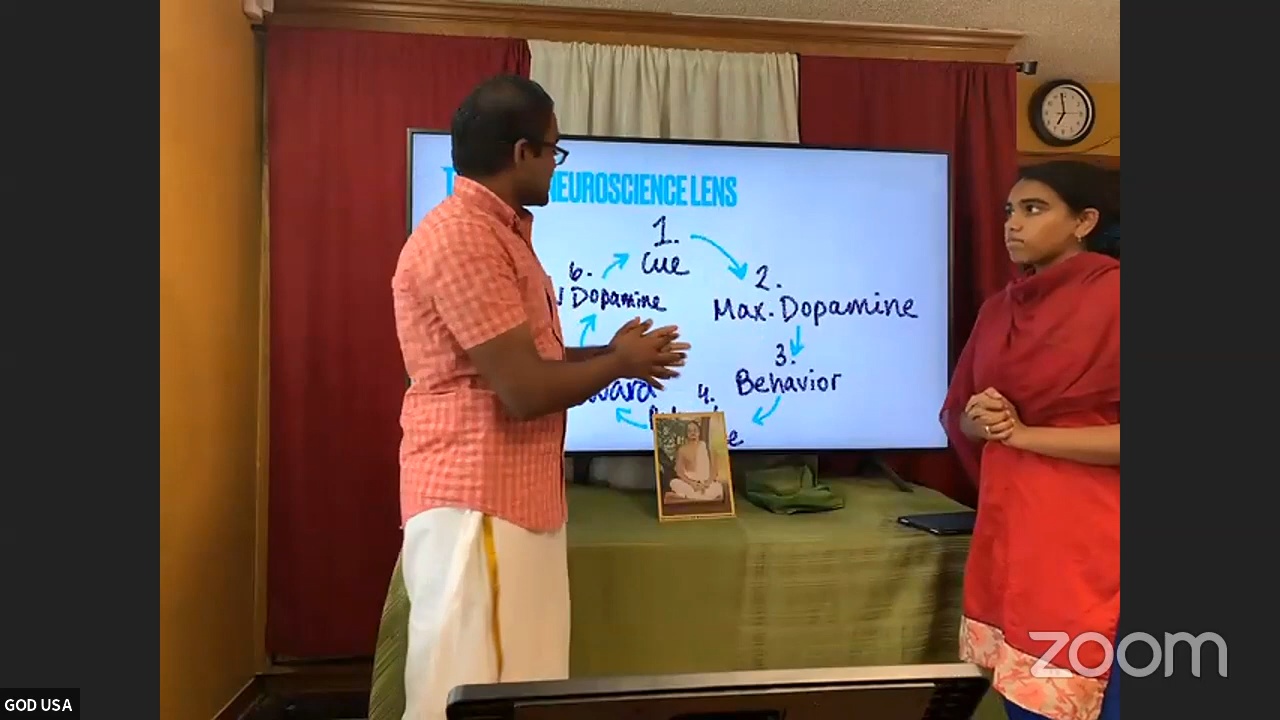 NEUROSCIENCE LENS
1.
Cue
6.
Dopamine
2.
Max. Dopamine
3.
Behavior
4.
GOD USA
zoom